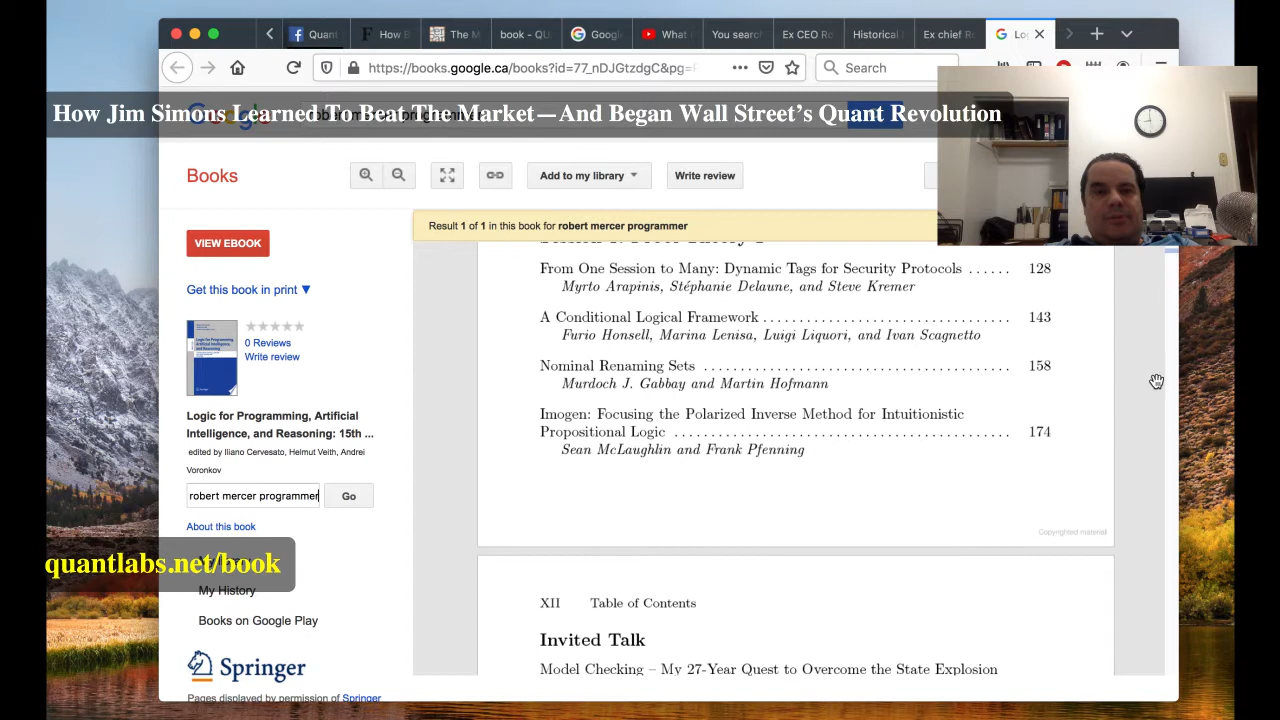 Quant
How B
The M
book - QU
Googl
What
You searc
Ex CEO Ro
Historical
Ex chief Ro
Lo
https://books.google.ca/books?id=77_nDJGtzdgC&pg=
Search
How Jim Simons Learned To Beat The Market—And Began Wall Street's Quant Revolution
Books
Add to my library
Write review
Result 1 of 1 in this book for robert mercer programmer
VIEW EBOOK
Get this book in print ▼
0 Reviews
Write review
Logic for Programming, Artificial
Intelligence, and Reasoning: 15th ...
edited by Iliano Cervesato, Helmut Veith, Andrei
Voronkov
robert mercer programmer
Go
About this book
quantlabs.net/book
My History
Books on Google Play
Springer
Pages displayed by permission of Springer
From One Session to Many: Dynamic Tags for Security Protocols ...... 128
Myrto Arapinis, Stéphanie Delaune, and Steve Kremer
A Conditional Logical Framework .................................. 143
Furio Honsell, Marina Lenisa, Luigi Liquori, and Ivan Scagnetto
Nominal Renaming Sets .......................................... 158
Murdoch J. Gabbay and Martin Hofmann
Imogen: Focusing the Polarized Inverse Method for Intuitionistic
Propositional Logic .............................................. 174
Sean McLaughlin and Frank Pfenning
Copyrighted material
XII Table of Contents
Invited Talk
Model Checking – My 27-Year Quest to Overcome the State Explosion